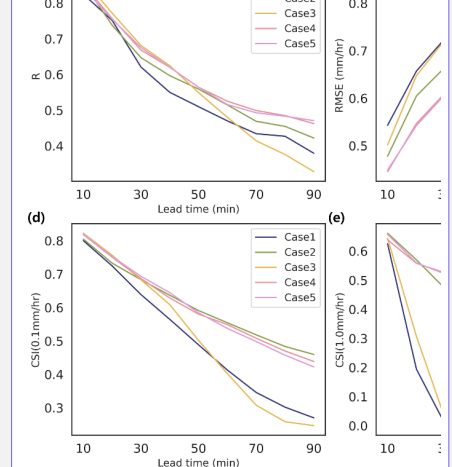 0.8
0.7
0.6
0.5
0.4
R
Case3
Case4
Case5
10
30
50
70
90
Lead time (min)
0.8
0.7
0.6
0.5
RMSE (mm/hr)
10
(d)
0.8
0.7
0.6
0.5
0.4
0.3
CSI(0.1mm/hr)
Case1
Case2
Case3
Case4
Case5
10
30
50
70
90
Lead time (min)
(e)
0.6
0.5
0.4
0.3
0.2
0.1
0.0
CSI(1.0mm/hr)
10